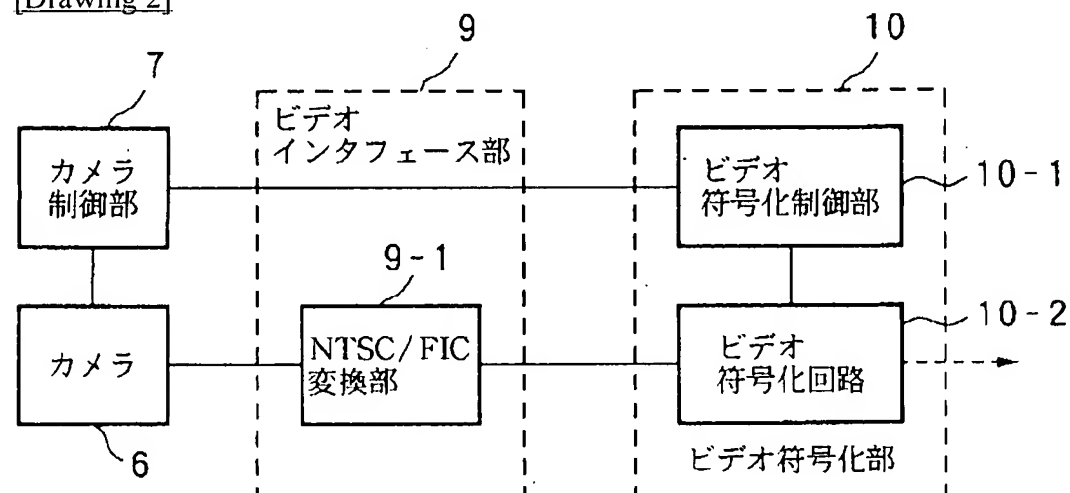 [Drawing 2]
9
10
7
ビデオ
インタフェース部
カメラ
制御部
ビデオ
符号化制御部
10-1
9-1
10-2
カメラ
NTSC/FIC
変換部
ビデオ
符号化回路
6
ビデオ符号化部